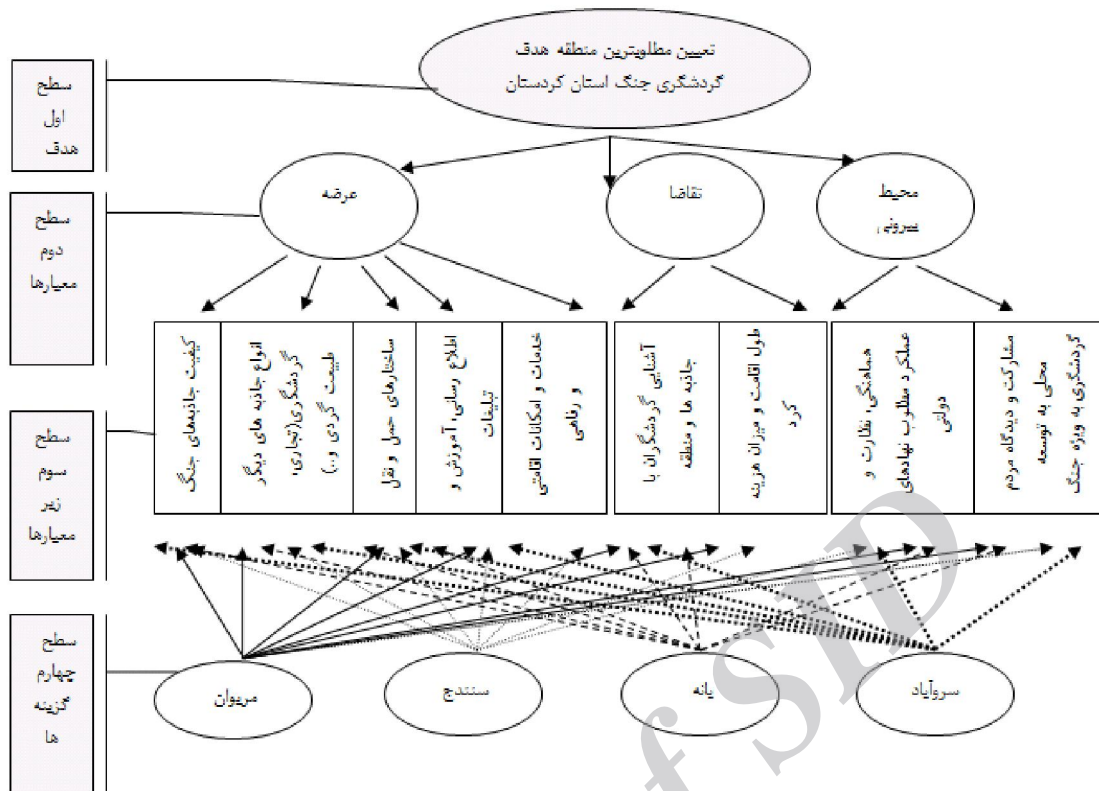 تعیین مطلوبترین منطقه هدف
گردشگری جنگ استان کردستان
سطح
اول
هدف
محیط
بیرونی
تقاضا
عرضه
سطح
دوم
معیارها
گردشگری به ویژه جنگ
محلی به توسعه
مشارکت و دیدگاه مردم
دولتی
عملکرد مطلوب نهادهای
هماهنگی، نظارت و
کرد
طول اقامت و میزان هزینه
جاذبه ها و منطقه
آشنایی گردشگران با
و رفاهی
خدمات و امکانات اقامتی
تبلیغات
اطلاع رسانی، آموزش و
ساختارهای حمل و نقل
طبیعت گردی و..)
گردشگری(تجاری،
انواع جاذبه های دیگر
کیفیت جاذبه‌های جنگ
سطح
سوم
زیر
معیارها
سطح
چهارم
گزینه
ها
سروآباد
بانه
سنندج
مریوان
of SID